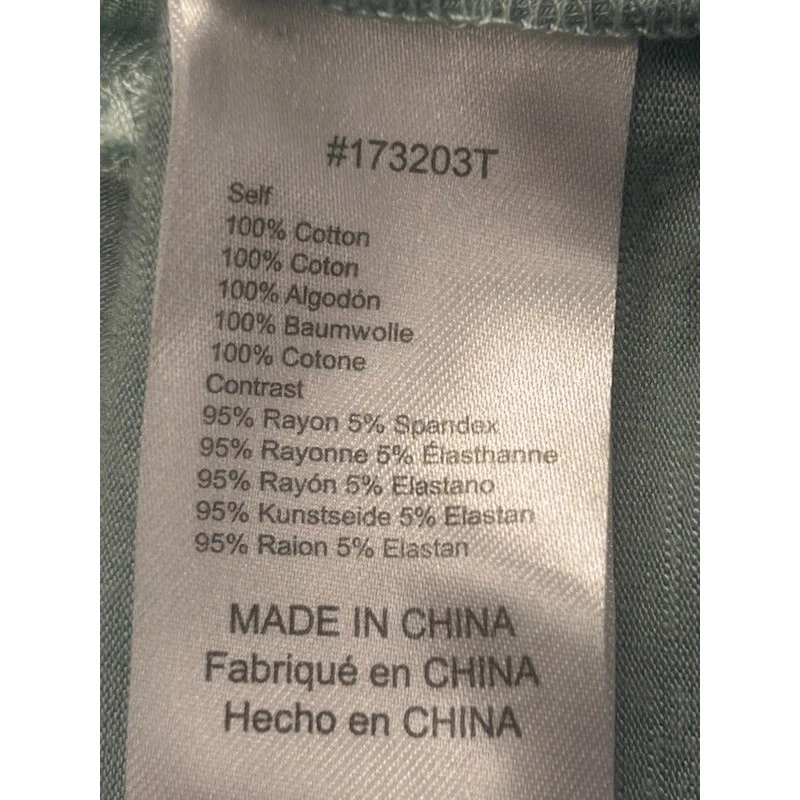 #173203T
Self
100% Cotton
100% Coton
100% Algodón
100% Baumwolle
100% Cotone
Contrast
95% Rayon 5% Spandex
95% Rayonne 5% Élasthanne
95% Rayón 5% Elastano
95% Kunstseide 5% Elastan
95% Raion 5% Elastan
MADE IN CHINA
Fabriqué en CHINA
Hecho en CHINA